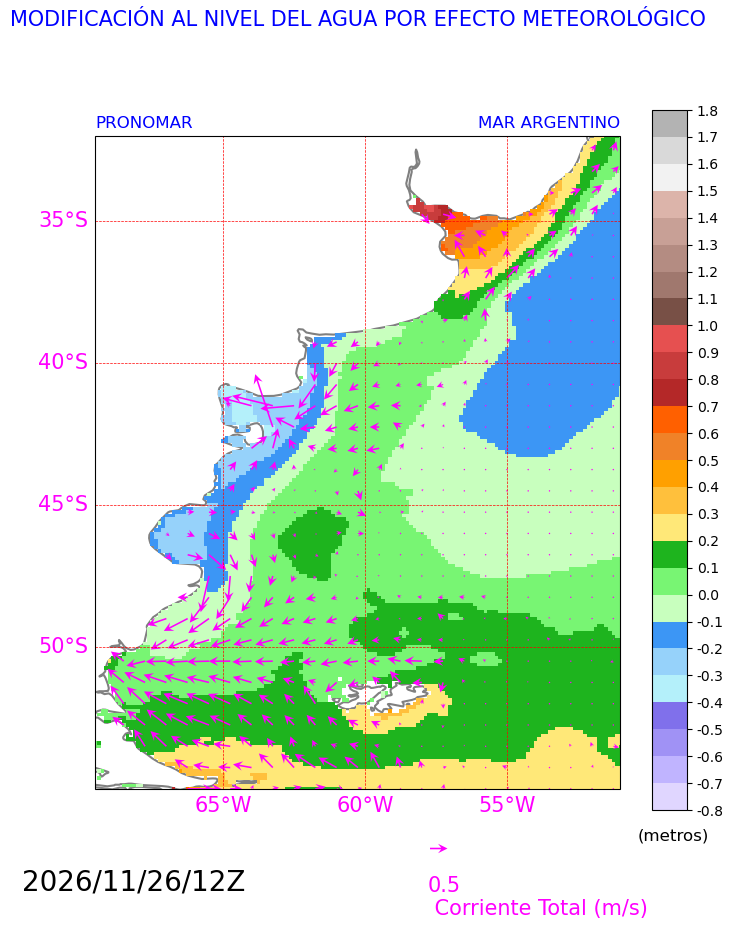 MODIFICACIÓN AL NIVEL DEL AGUA POR EFECTO METEOROLÓGICO
PRONOMAR
MAR ARGENTINO
35°S
40°S
45°S
50°S
65°W
60°W
55°W
1.8
1.7
1.6
1.5
1.4
1.3
1.2
1.1
1.0
0.9
0.8
0.7
0.6
0.5
0.4
0.3
0.2
0.1
0.0
-0.1
-0.2
-0.3
-0.4
-0.5
-0.6
-0.7
-0.8
(metros)
2026/11/26/12Z
0.5
Corriente Total (m/s)